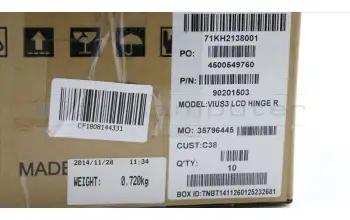 71KH2138001
PO:
4500549760
P/N:
90201503
MODEL:VIUS3 LCD HINGE R
MO: 35796445
CUST:C38
Q'TY:
10
BOX ID:TNBT1411260125232681
CF1808144331
MADE
2014/11/28 11:34
WEIGHT: 0.720kg